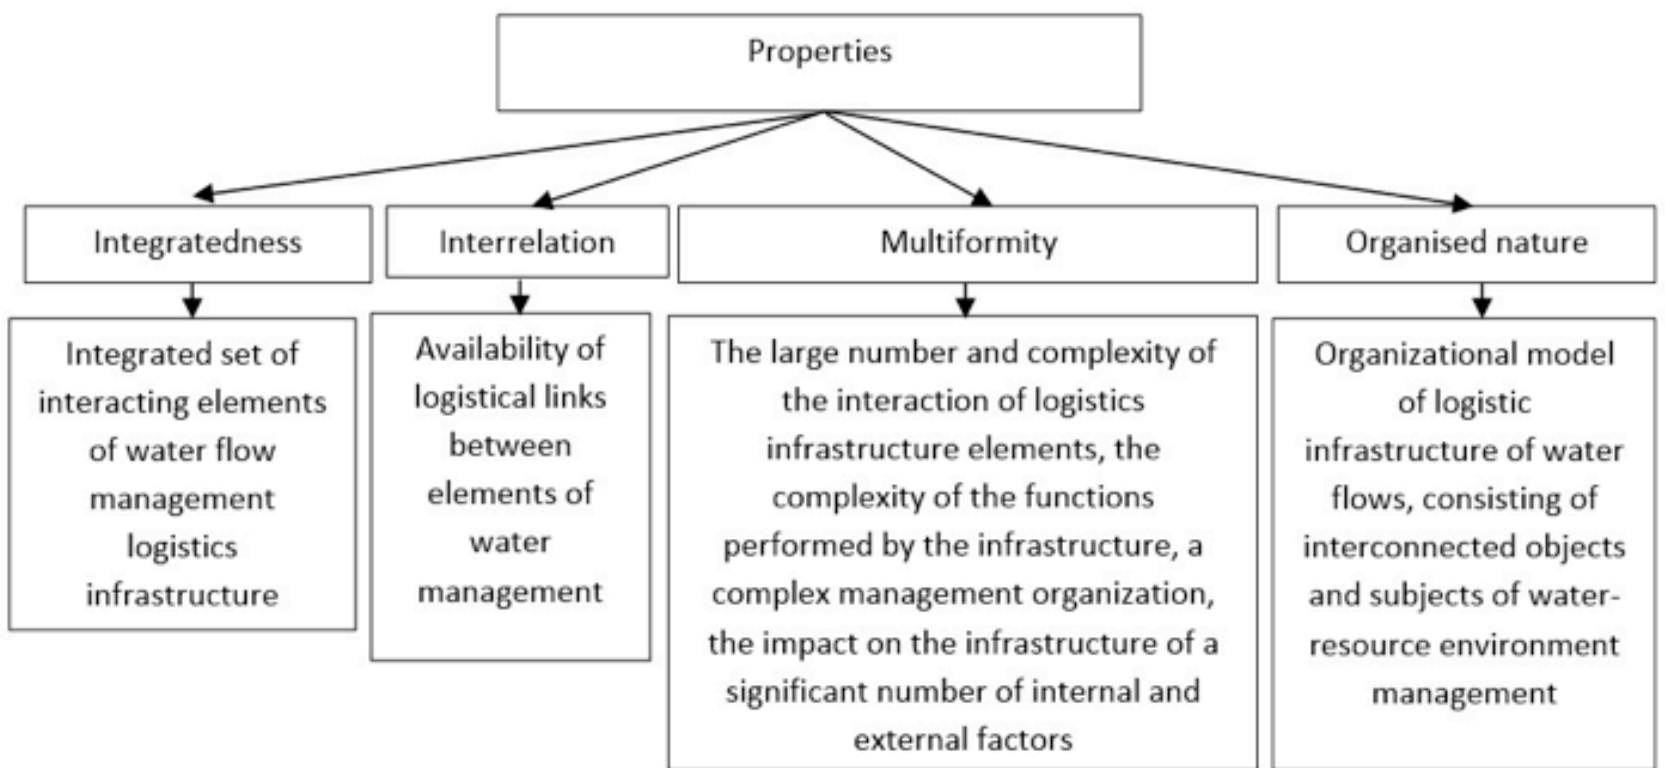 Properties
Integratedness
Interrelation
Multiformity
Organised nature
Integrated set of
interacting elements
of water flow
management
logistics
infrastructure
Availability of
logistical links
between
elements of
water
management
The large number and complexity of
the interaction of logistics
infrastructure elements, the
complexity of the functions
performed by the infrastructure, a
complex management organization,
the impact on the infrastructure of a
significant number of internal and
external factors
Organizational model
of logistic
infrastructure of water
flows, consisting of
interconnected objects
and subjects of water-
resource environment
management